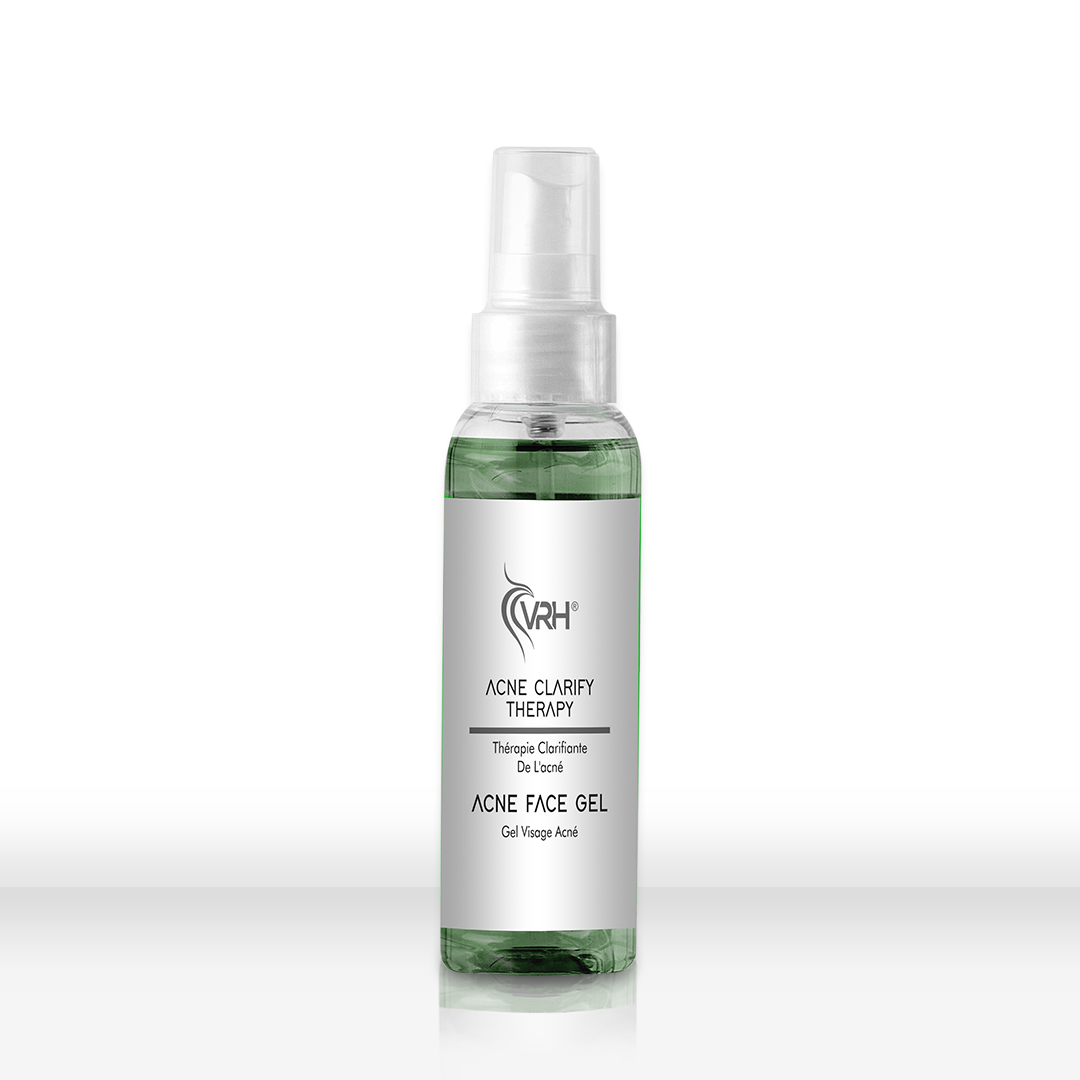 VRH®
ACNE CLARIFY
THERAPY
Thérapie Clarifiante
De L'acné
ACNE FACE GEL
Gel Visage Acné